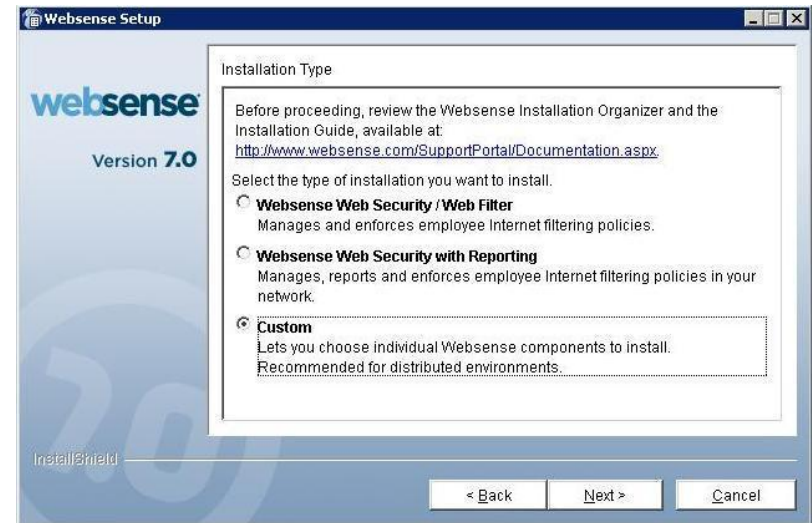 Websense Setup
websense
Version 7.0
Installation Type
Before proceeding, review the Websense Installation Organizer and the
Installation Guide, available at:
http://www.websense.com/SupportPortal/Documentation.aspx.
Select the type of installation you want to install.
Websense Web Security / Web Filter
Manages and enforces employee Internet filtering policies.
Websense Web Security with Reporting
Manages, reports and enforces employee Internet filtering policies in your
network.
Custom
Lets you choose individual Websense components to install.
Recommended for distributed environments.
7.0
InstallShield
< Back
Next >
Cancel